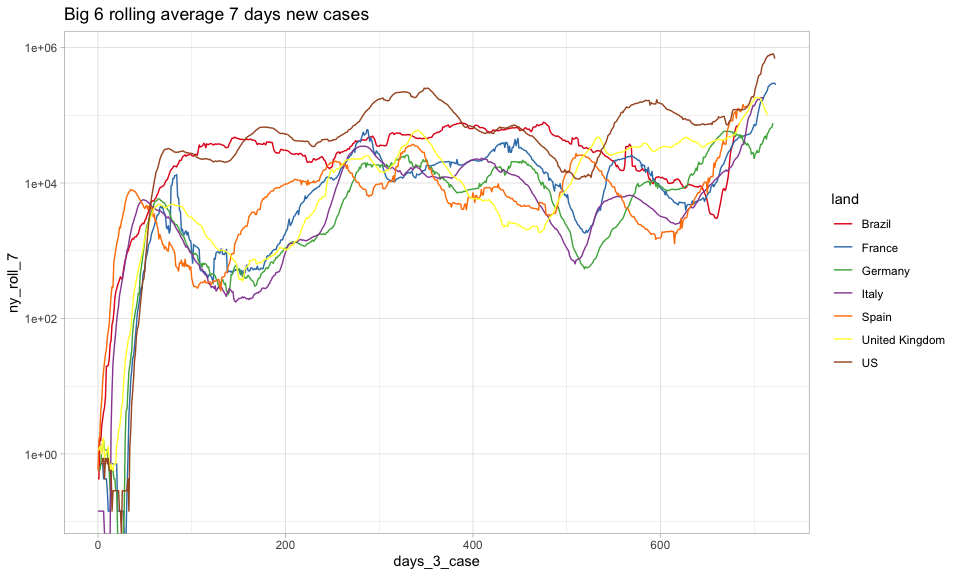 Big 6 rolling average 7 days new cases
1e+06
1e+04
1e+02
1e+00
ny_roll_7
0
200
400
600
days_3_case
land
Brazil
France
Germany
Italy
Spain
United Kingdom
US